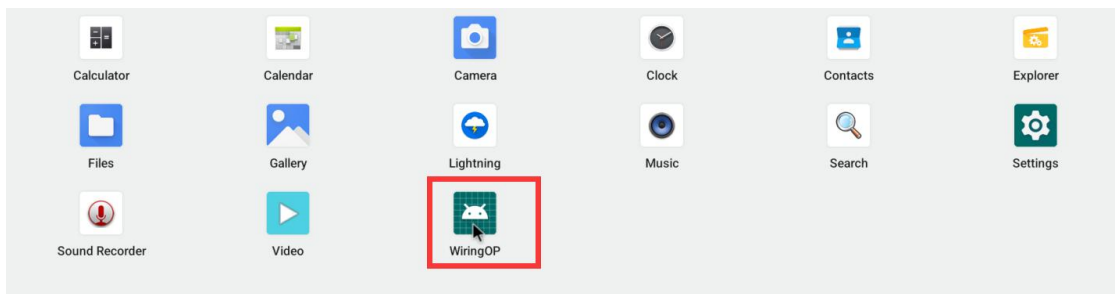 Calculator Calendar Camera Clock Contacts Explorer
Files Gallery Lightning Music Search Settings
Sound Recorder Video WiringOP